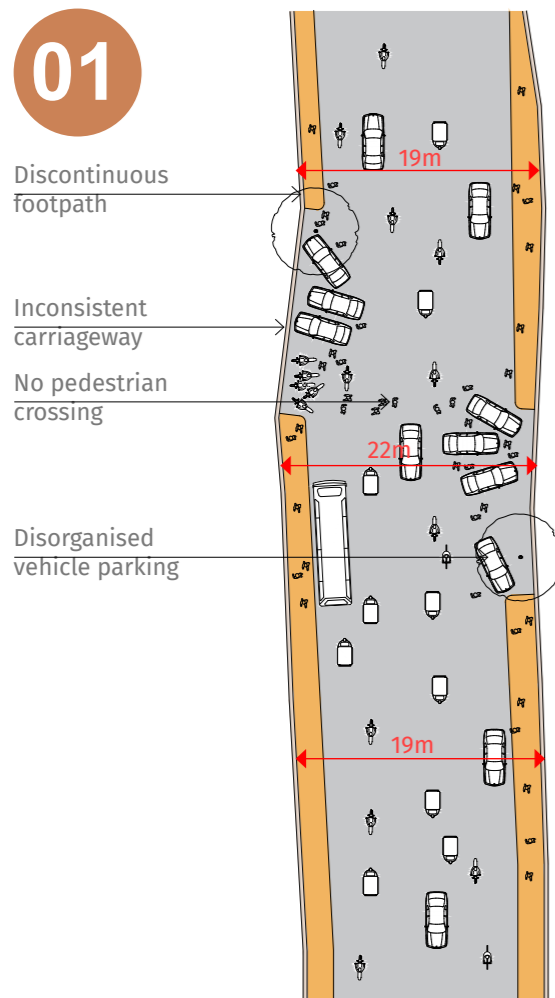 01
19m
Discontinuous
footpath
Inconsistent
carriageway
No pedestrian
crossing
22m
Disorganised
vehicle parking
19m